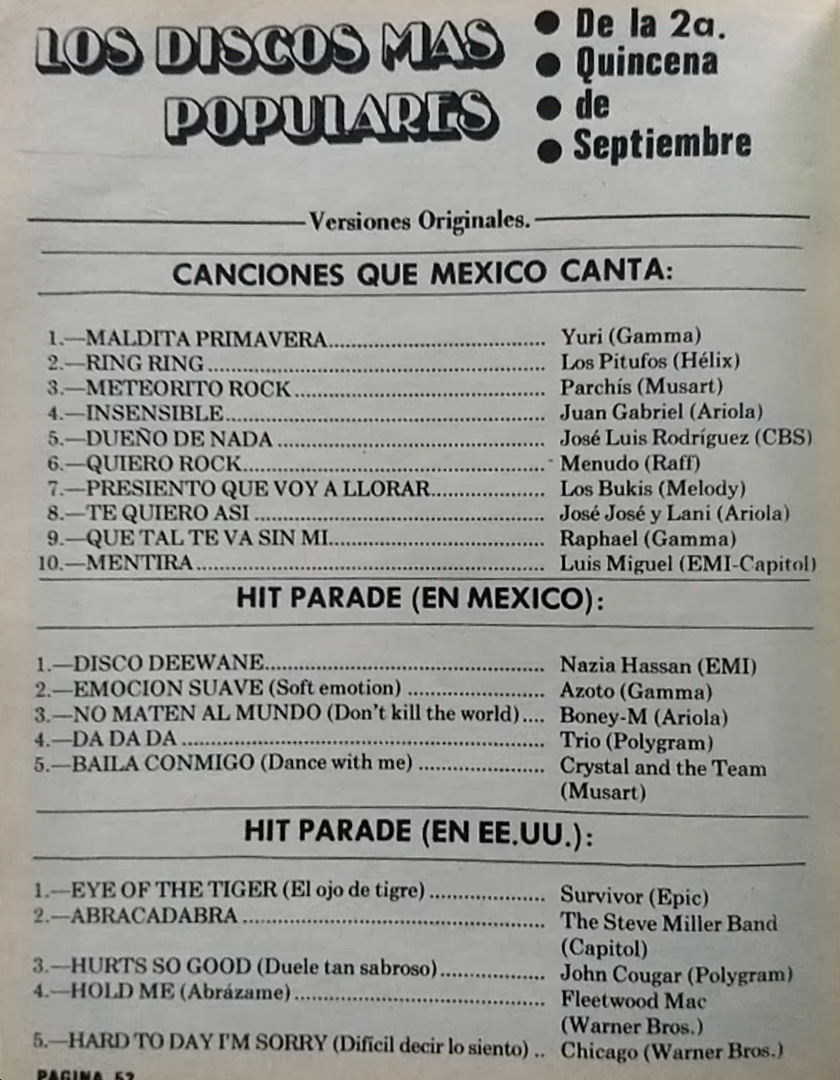 LOS DISCOS MAS
POPULARES
● De la 2a.
● Quincena
● de
● Septiembre
Versiones Originales.
CANCIONES QUE MEXICO CANTA:
1.—MALDITA PRIMAVERA.......... Yuri (Gamma)
2.—RING RING .......... Los Pitufos (Hélix)
3.—METEORITO ROCK .......... Parchís (Musart)
4.—INSENSIBLE.......... Juan Gabriel (Ariola)
5.—DUEÑO DE NADA .......... José Luis Rodríguez (CBS)
6.—QUIERO ROCK.......... Menudo (Raff)
7.—PRESIENTO QUE VOY A LLORAR.......... Los Bukis (Melody)
8.—TE QUIERO ASI .......... José José y Lani (Ariola)
9.—QUE TAL TE VA SIN MI.......... Raphael (Gamma)
10.—MENTIRA .......... Luis Miguel (EMI-Capitol)
HIT PARADE (EN MEXICO):
1.—DISCO DEEWANE.......... Nazia Hassan (EMI)
2.—EMOCION SUAVE (Soft emotion) .......... Azoto (Gamma)
3.—NO MATEN AL MUNDO (Don't kill the world).... Boney-M (Ariola)
4.—DA DA DA .......... Trio (Polygram)
5.—BAILA CONMIGO (Dance with me) .......... Crystal and the Team
(Musart)
HIT PARADE (EN EE.UU.):
1.—EYE OF THE TIGER (El ojo de tigre) .......... Survivor (Epic)
2.—ABRACADABRA .......... The Steve Miller Band
(Capitol)
3.—HURTS SO GOOD (Duele tan sabroso).......... John Cougar (Polygram)
4.—HOLD ME (Abrázame) .......... Fleetwood Mac
(Warner Bros.)
5.—HARD TO DAY I'M SORRY (Difícil decir lo siento) .. Chicago (Warner Bros.)
PAGINA 52